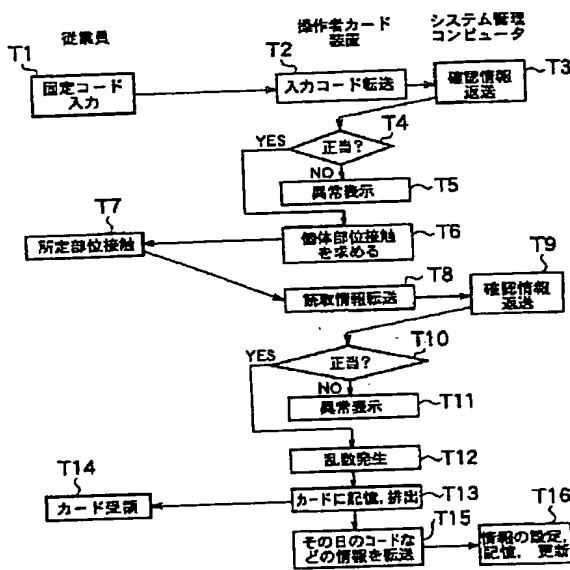 従業員
操作者カード
装置
システム管理
コンピュータ
T1
T2
T3
固定コード
入力
入力コード転送
確認情報
返送
T4
YES
正当?
NO
異常表示
T5
T7
所定部位接触
個体部位接触
を求める
T6
T8
読取情報転送
T9
確認情報
返送
T10
YES
正当?
NO
異常表示
T11
乱数発生
T12
T14
カード受領
カードに記憶,排出
T13
T15
その日のコードな
どの情報を転送
T16
情報の設定,
記憶, 更新